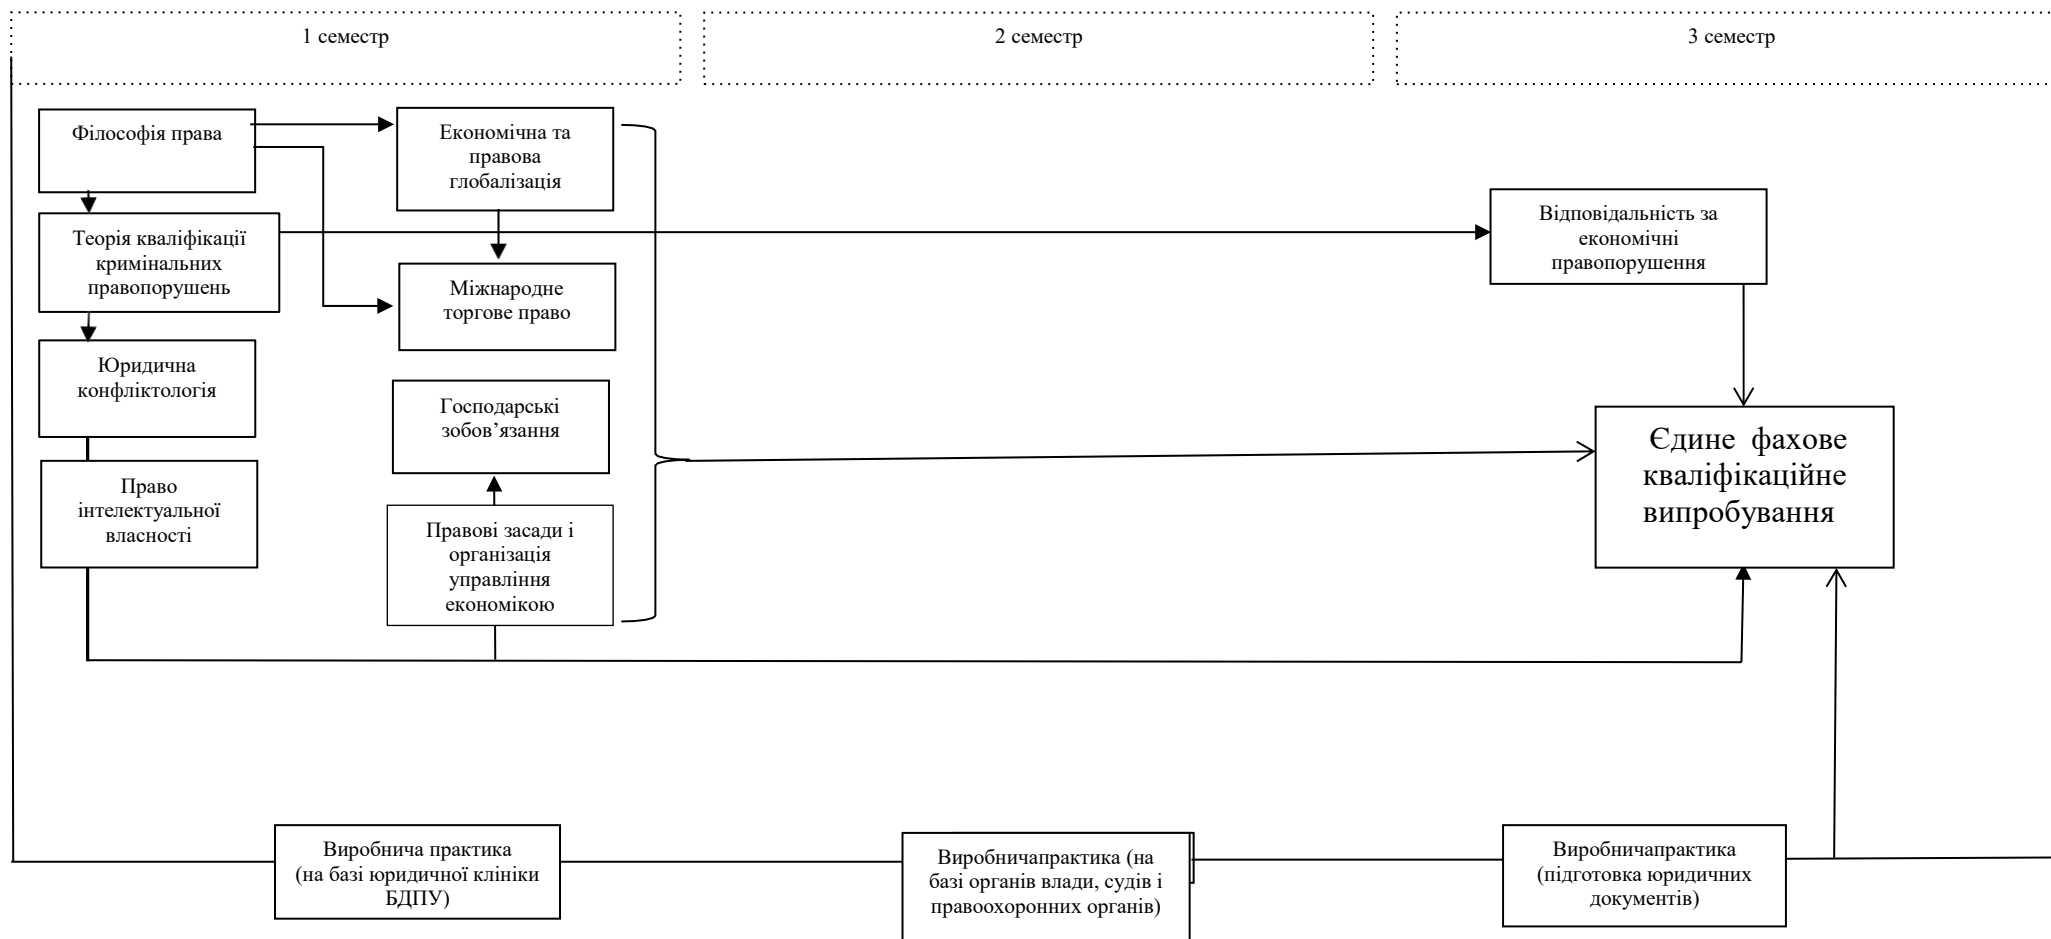 1 семестр
2 семестр
3 семестр
Філософія права
Економічна та
правова
глобалізація
Теорія кваліфікації
кримінальних
правопорушень
Відповідальність за
економічні
правопорушення
Міжнародне
торгове право
Юридична
конфліктологія
Господарські
зобов’язання
Єдине фахове
кваліфікаційне
випробування
Право
інтелектуальної
власності
Правові засади і
організація
управління
економікою
Виробнича практика
(на базі юридичної клініки
БДПУ)
Виробничапрактика (на
базі органів влади, судів і
правоохоронних органів)
Виробничапрактика
(підготовка юридичних
документів)